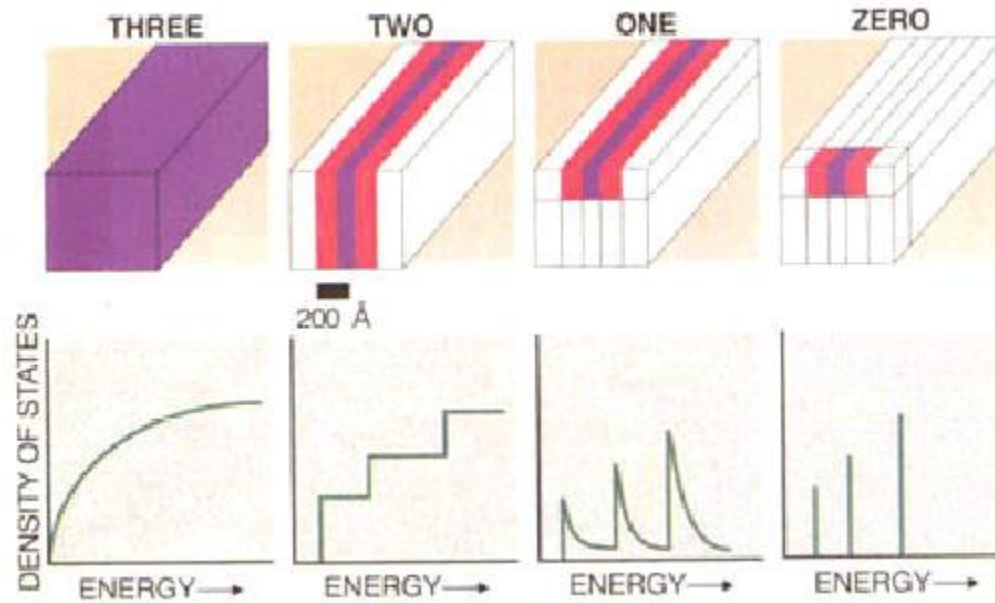 THREE
TWO
ONE
ZERO
200 Å
DENSITY OF STATES
ENERGY→
ENERGY→
ENERGY→
ENERGY→